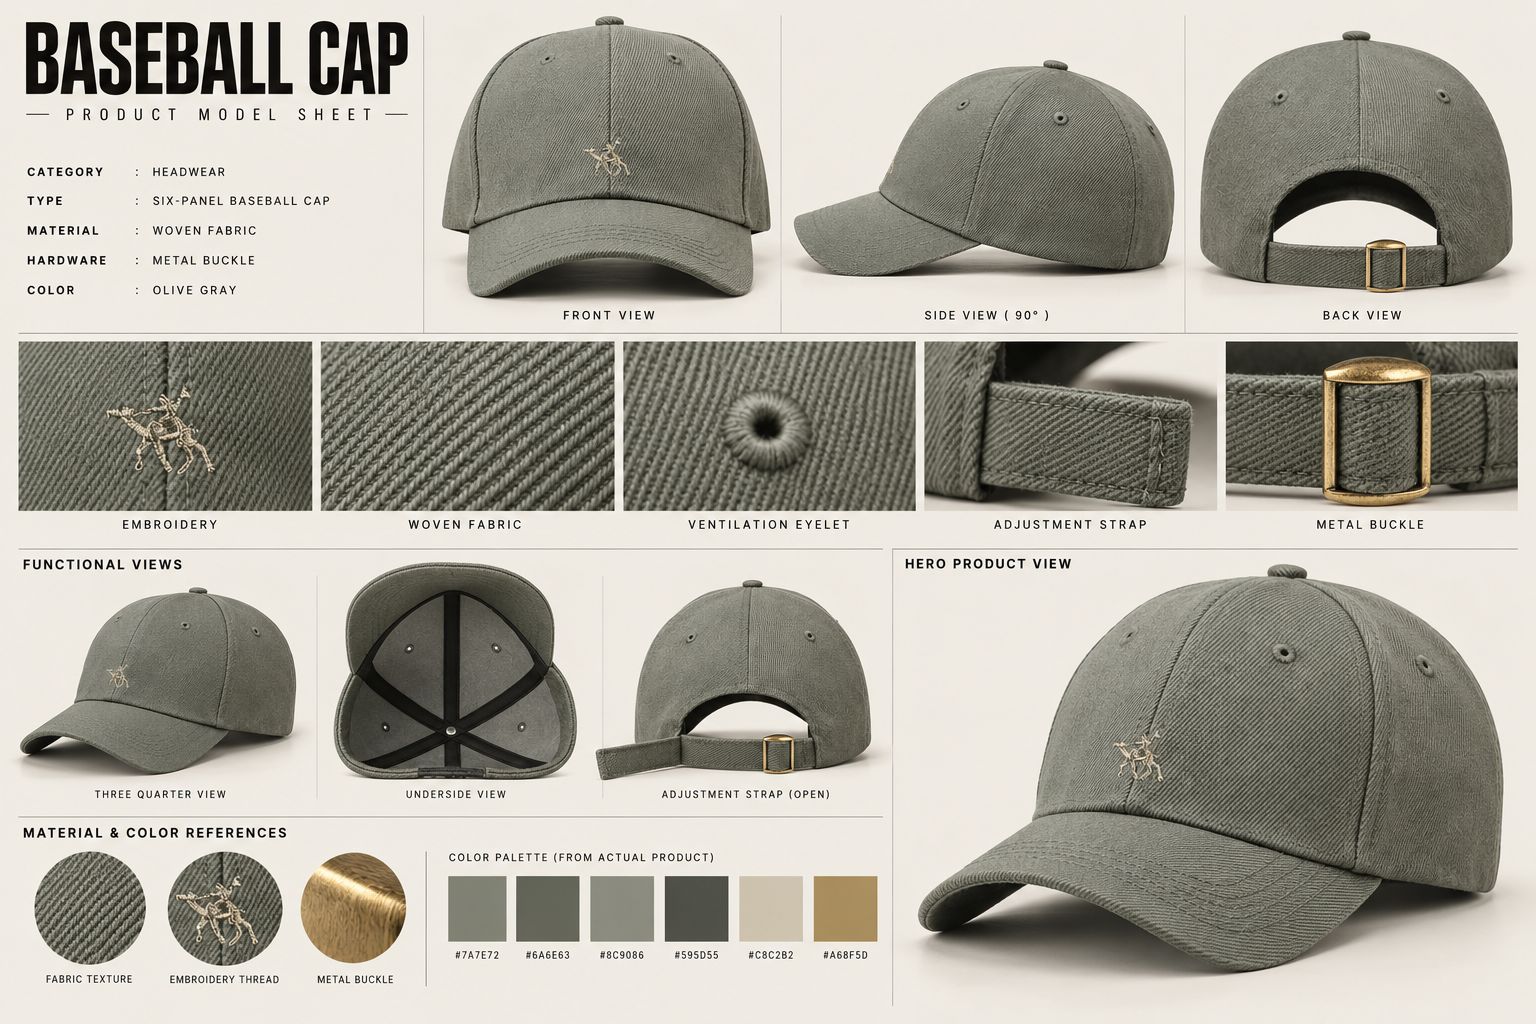 BASEBALL CAP
PRODUCT MODEL SHEET
CATEGORY : HEADWEAR
TYPE : SIX-PANEL BASEBALL CAP
MATERIAL : WOVEN FABRIC
HARDWARE : METAL BUCKLE
COLOR : OLIVE GRAY
FRONT VIEW
SIDE VIEW ( 90° )
BACK VIEW
EMBROIDERY
WOVEN FABRIC
VENTILATION EYELET
ADJUSTMENT STRAP
METAL BUCKLE
FUNCTIONAL VIEWS
THREE QUARTER VIEW
UNDERSIDE VIEW
ADJUSTMENT STRAP (OPEN)
HERO PRODUCT VIEW
MATERIAL & COLOR REFERENCES
FABRIC TEXTURE
EMBROIDERY THREAD
METAL BUCKLE
COLOR PALETTE (FROM ACTUAL PRODUCT)
#7A7E72
#6A6E63
#8C9086
#595D55
#C8C2B2
#A68F5D